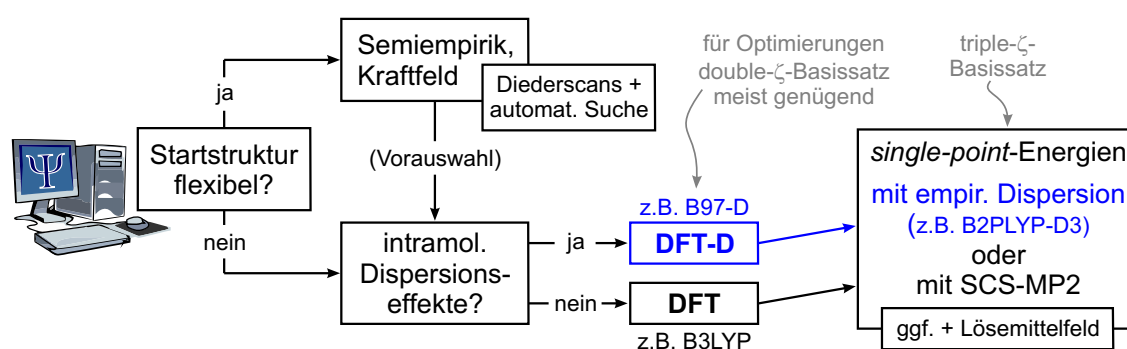 Ψ
Startstruktur
flexibel?
ja
nein
Semiempirik,
Kraftfeld
Diederscans +
automat. Suche
(Vorauswahl)
intramol.
Dispersions-
effekte?
ja
nein
für Optimierungen
double-ζ-Basissatz
meist genügend
z.B. B97-D
DFT-D
DFT
z.B. B3LYP
triple-ζ-
Basissatz
single-point-Energien
mit empir. Dispersion
(z.B. B2PLYP-D3)
oder
mit SCS-MP2
ggf. + Lösemittelfeld